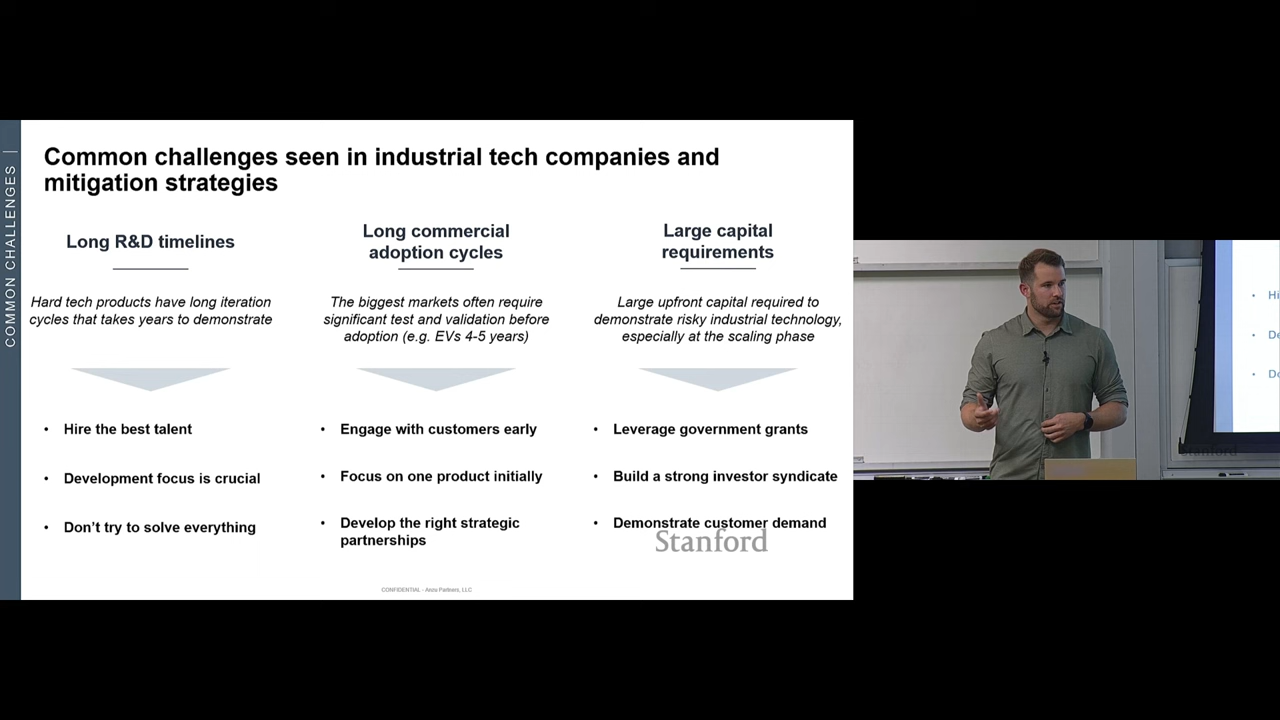 COMMON CHALLENGES |
Common challenges seen in industrial tech companies and
mitigation strategies
Long R&D timelines
Hard tech products have long iteration
cycles that takes years to demonstrate
• Hire the best talent
• Development focus is crucial
• Don't try to solve everything
Long commercial
adoption cycles
The biggest markets often require
significant test and validation before
adoption (e.g. EVs 4-5 years)
• Engage with customers early
• Focus on one product initially
• Develop the right strategic
partnerships
Large capital
requirements
Large upfront capital required to
demonstrate risky industrial technology,
especially at the scaling phase
• Leverage government grants
• Build a strong investor syndicate
• Demonstrate customer demand
Stanford
CONFIDENTIAL - Anzu Partners, LLC
• Hi
• De
• Do
Stanford